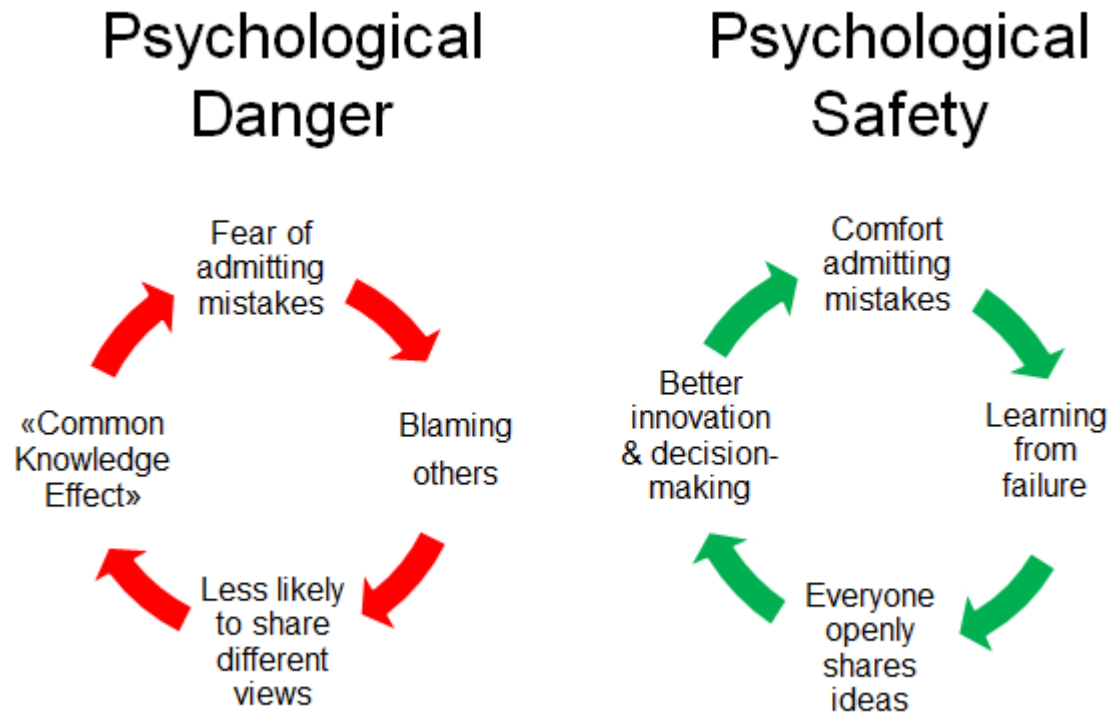 Psychological
Danger
Fear of
admitting
mistakes
Blaming
others
Less likely
to share
different
views
«Common
Knowledge
Effect»
Psychological
Safety
Comfort
admitting
mistakes
Learning
from
failure
Everyone
openly
shares
ideas
Better
innovation
& decision-
making